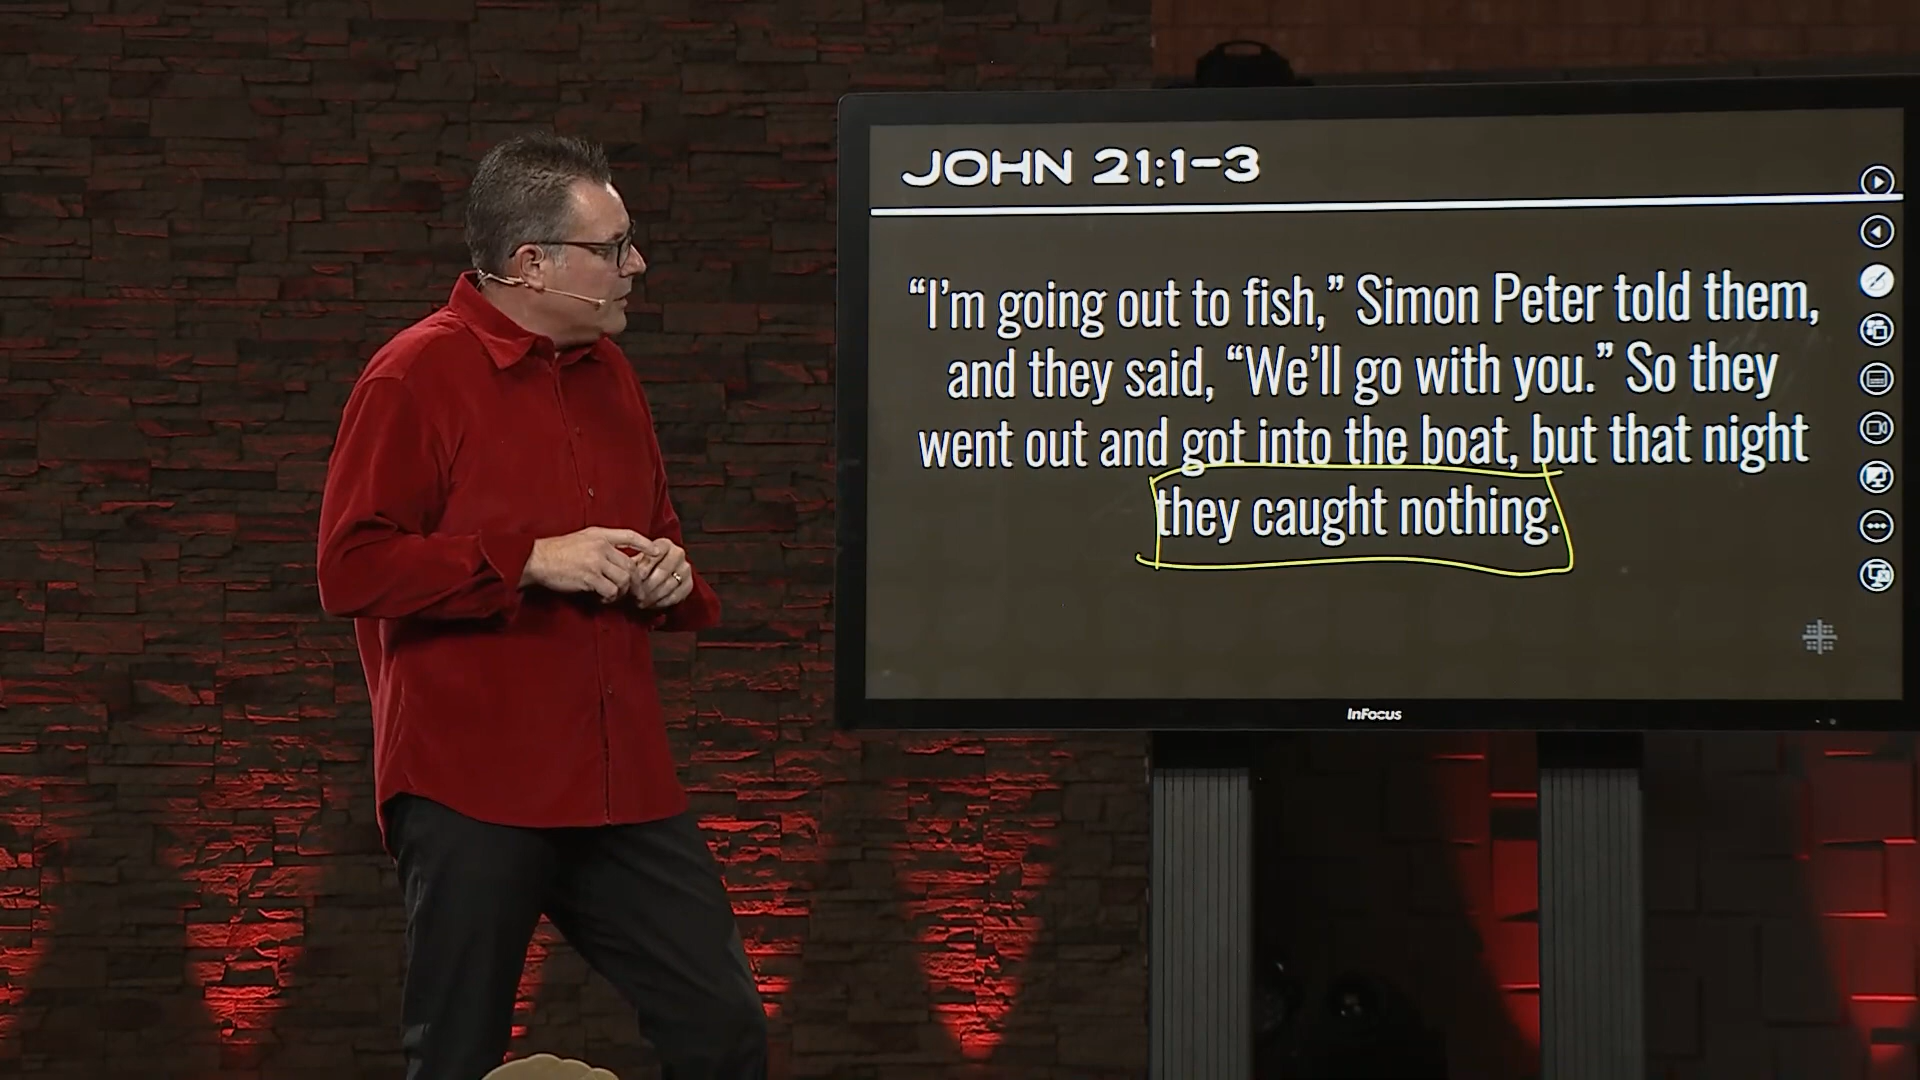 JOHN 21:1-3
“I’m going out to fish,” Simon Peter told them,
and they said, “We’ll go with you.” So they
went out and got into the boat, but that night
they caught nothing.
InFocus